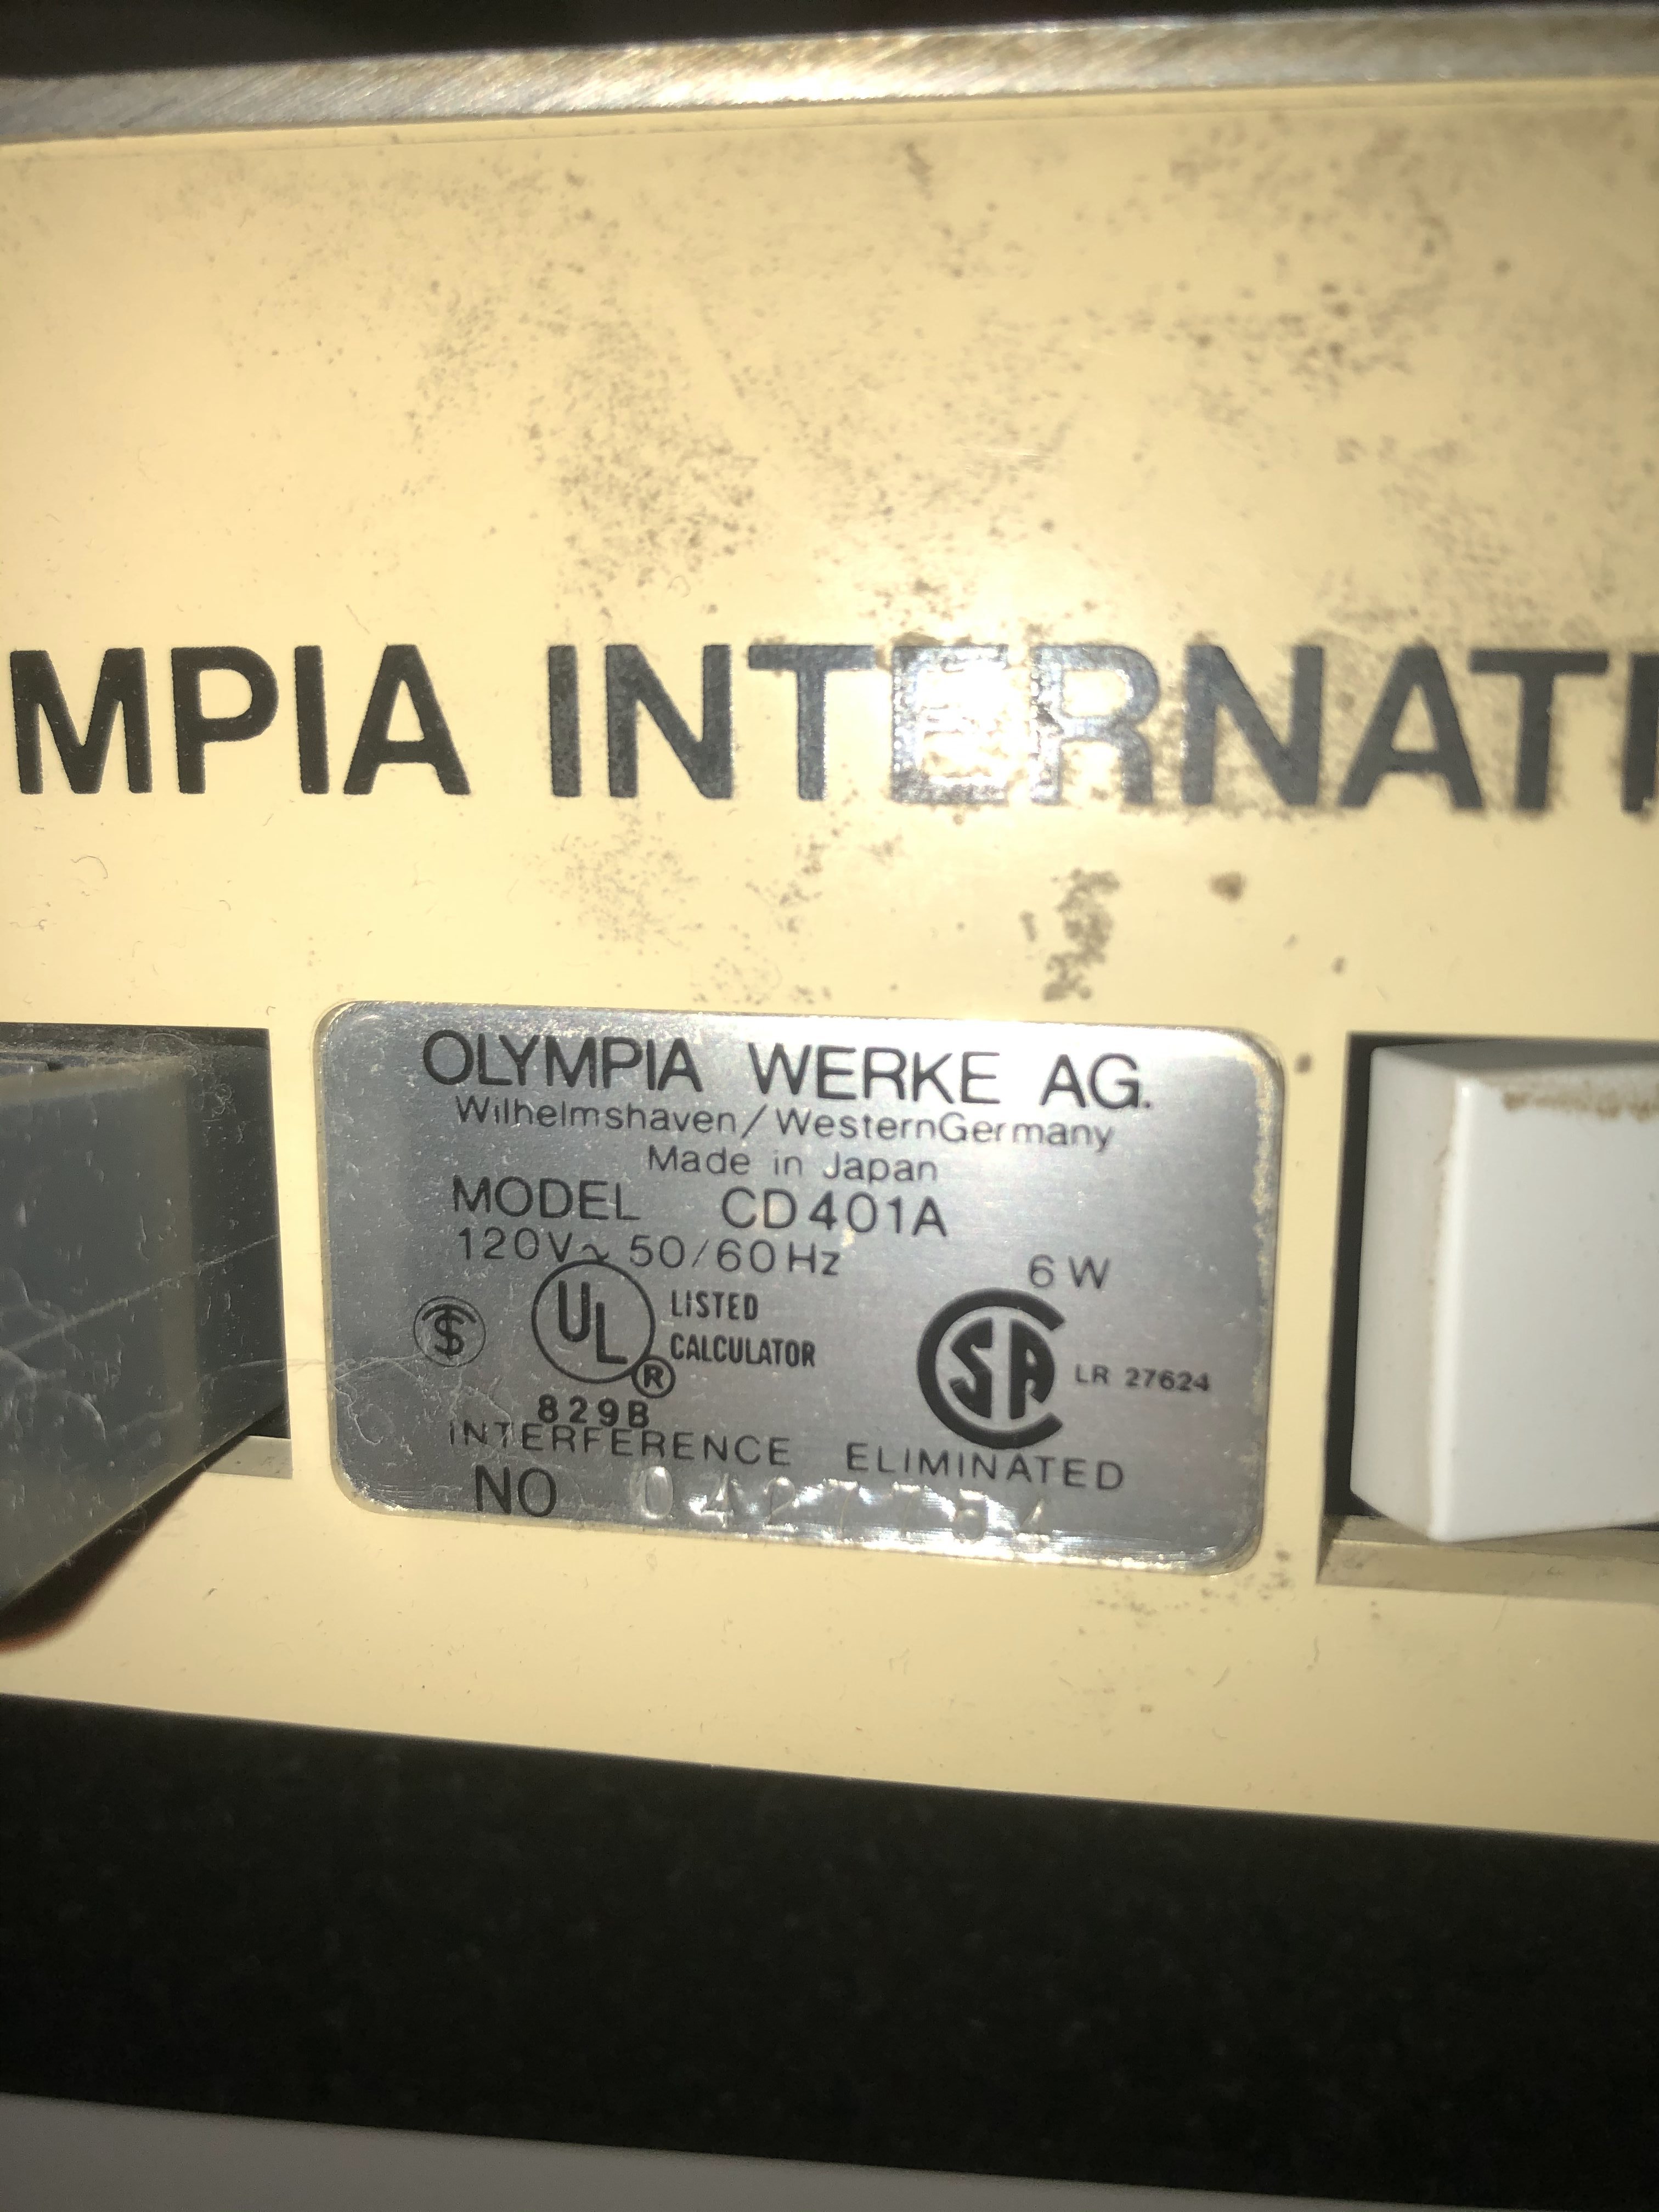 MPIA INTERNATI
OLYMPIA WERKE AG.
Wilhelmshaven/WesternGermany
Made in Japan
MODEL CD401A
120V~ 50/60Hz 6W
S UL® LISTED CALCULATOR
829B
SA LR 27624
INTERFERENCE ELIMINATED
NO 0427754